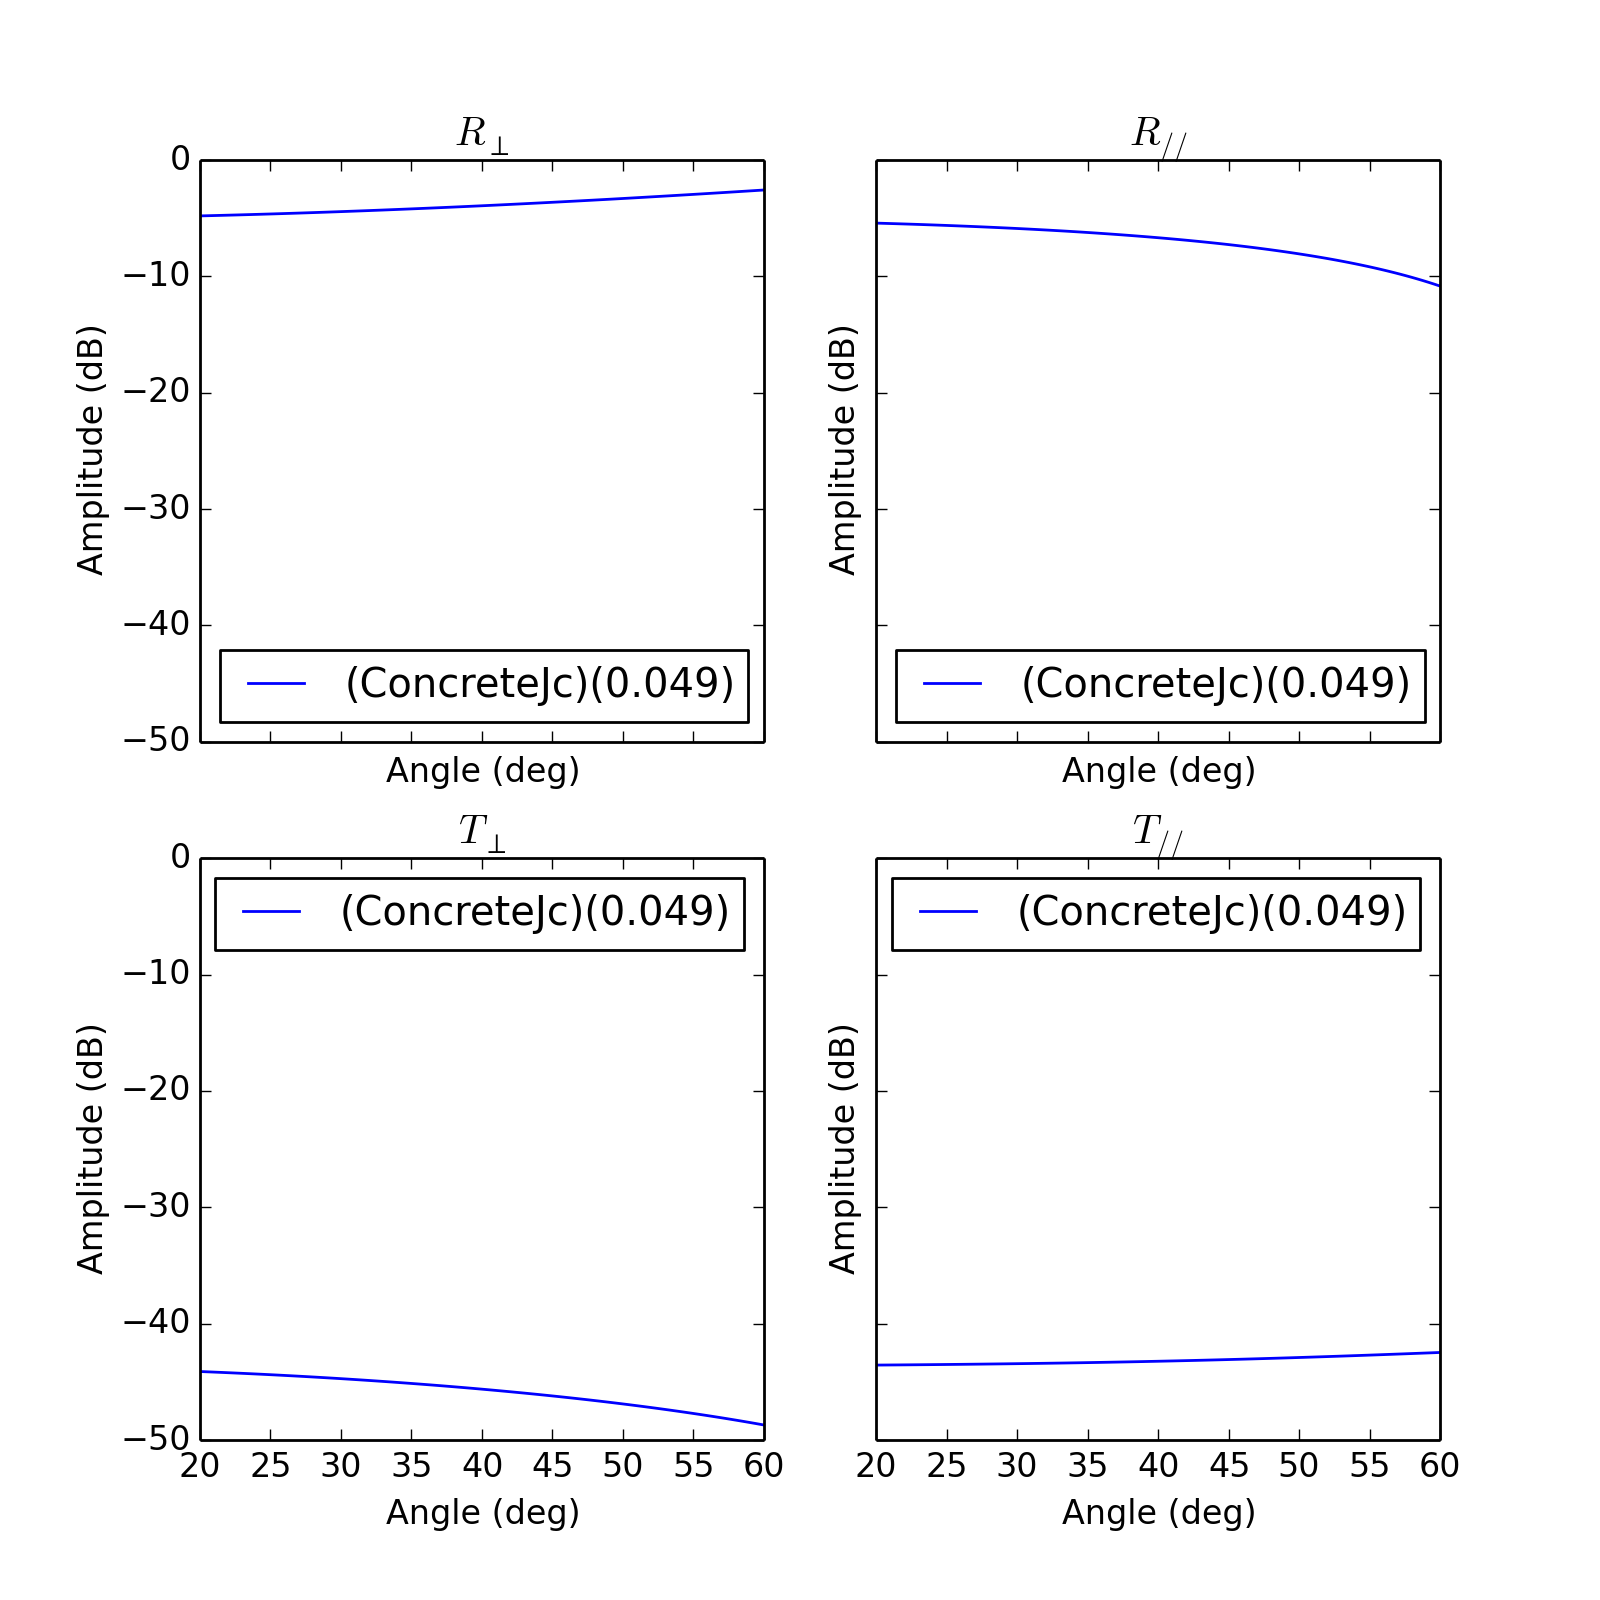 R⊥
0
−10
−20
−30
−40
−50
Amplitude (dB)
(ConcreteJc)(0.049)
Angle (deg)
R//
Amplitude (dB)
(ConcreteJc)(0.049)
Angle (deg)
T⊥
0
−10
−20
−30
−40
−50
Amplitude (dB)
(ConcreteJc)(0.049)
20 25 30 35 40 45 50 55 60
Angle (deg)
T//
Amplitude (dB)
(ConcreteJc)(0.049)
20 25 30 35 40 45 50 55 60
Angle (deg)